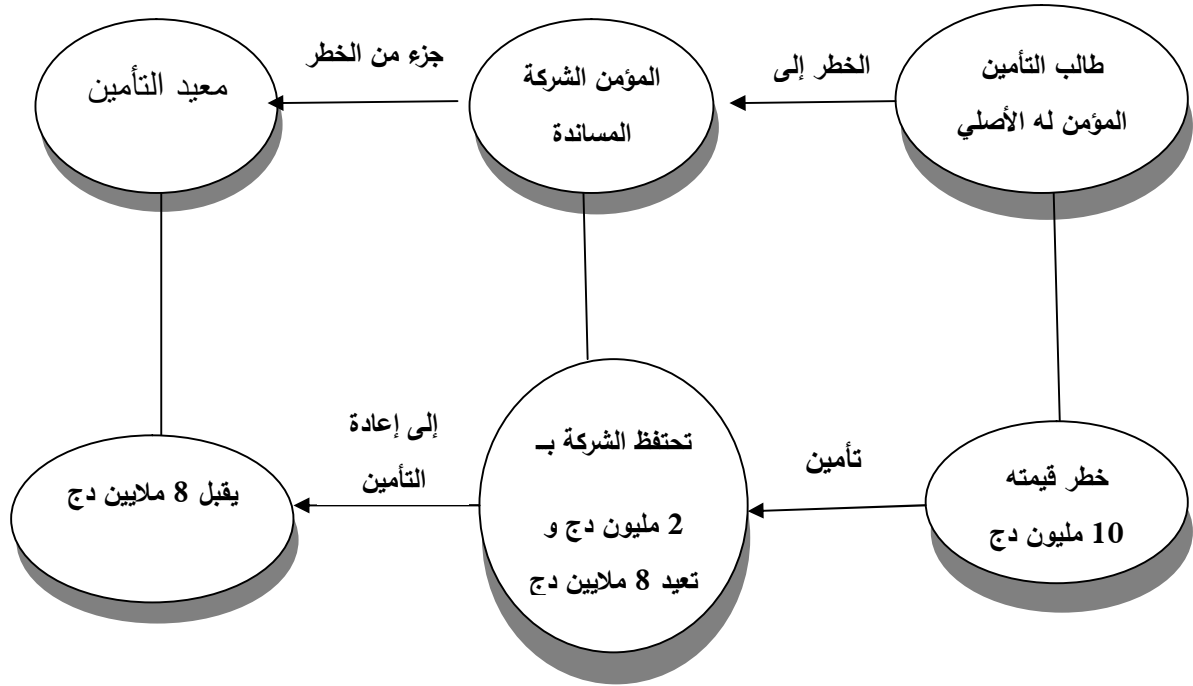 طالب التأمين
المؤمن له الأصلي
الخطر إلى
المؤمن الشركة
المساندة
جزء من الخطر
معيد التأمين
خطر قيمته
10 مليون دج
تأمين
تحتفظ الشركة بـ
2 مليون دج و
تعيد 8 ملايين دج
إلى إعادة
التأمين
يقبل 8 ملايين دج